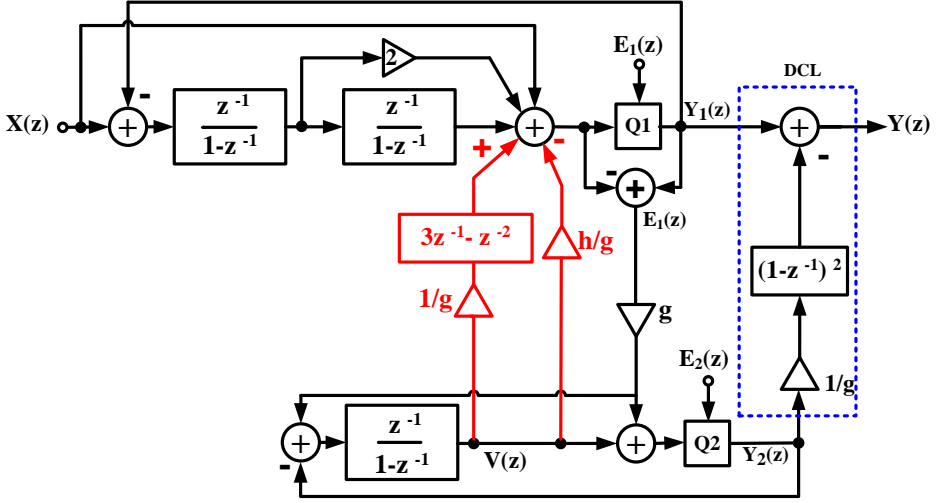 E₁(z)
DCL
2
-
X(z)
+
z ⁻¹
1-z ⁻¹
z ⁻¹
1-z ⁻¹
+
+
-
Q1
Y₁(z)
+
-
Y(z)
-
+
E₁(z)
3z ⁻¹- z ⁻²
h/g
(1-z ⁻¹) ²
1/g
g
E₂(z)
1/g
+
-
z ⁻¹
1-z ⁻¹
V(z)
+
Q2
Y₂(z)